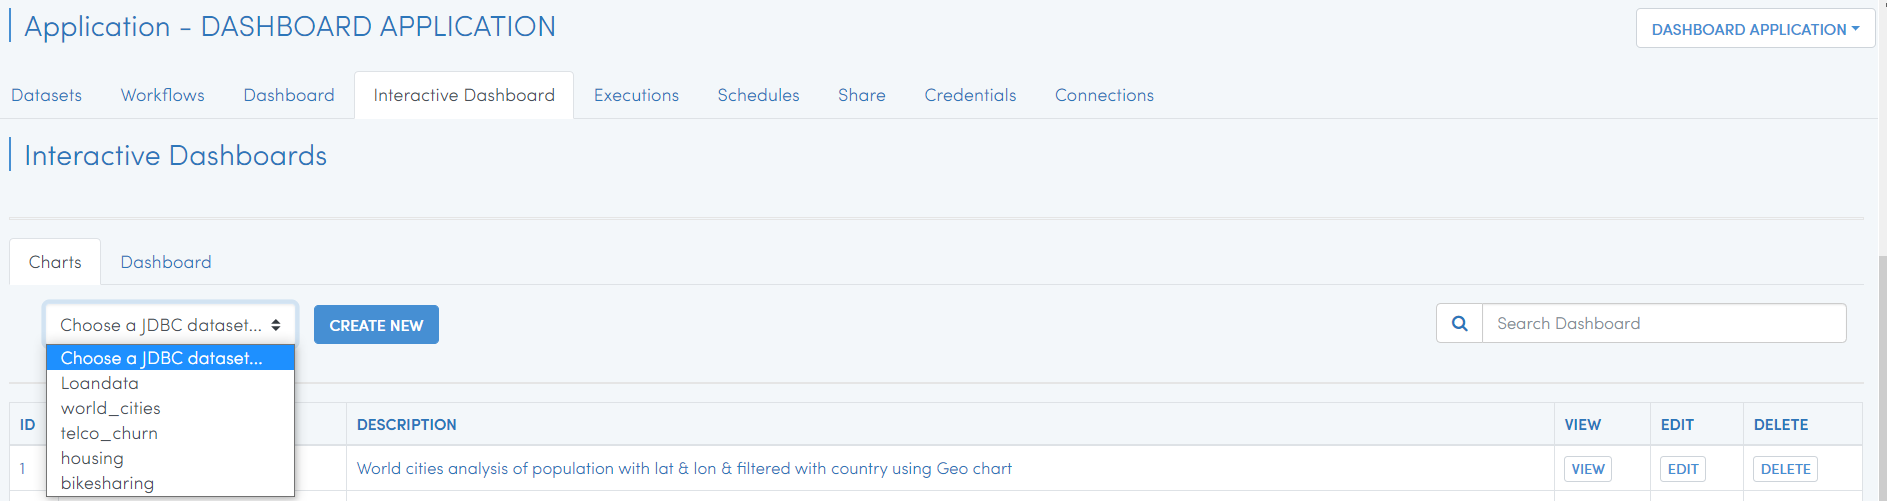 Application - DASHBOARD APPLICATION
DASHBOARD APPLICATION
Datasets Workflows Dashboard Interactive Dashboard Executions Schedules Share Credentials Connections
Interactive Dashboards
Charts Dashboard
Choose a JDBC dataset... CREATE NEW Search Dashboard
Choose a JDBC dataset...
Loandata
world_cities
telco_churn
housing
bikesharing
ID DESCRIPTION VIEW EDIT DELETE
1 World cities analysis of population with lat & lon & filtered with country using Geo chart VIEW EDIT DELETE